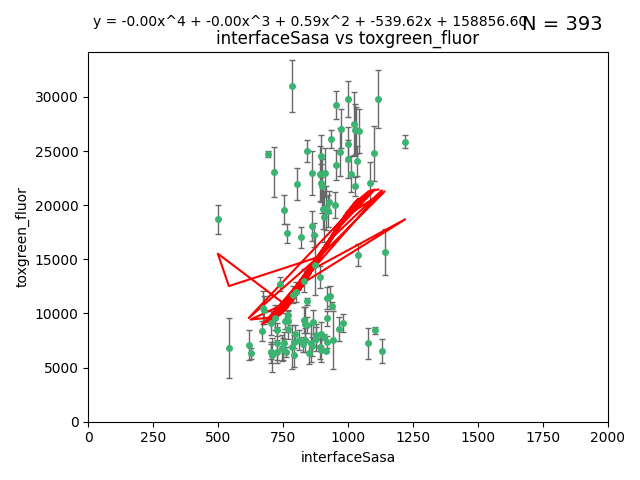 y = -0.00x^4 + -0.00x^3 + 0.59x^2 + -539.62x + 158856.60
N = 393
interfaceSasa vs toxgreen_fluor
30000
25000
20000
15000
10000
5000
0
toxgreen_fluor
0 250 500 750 1000 1250 1500 1750 2000
interfaceSasa